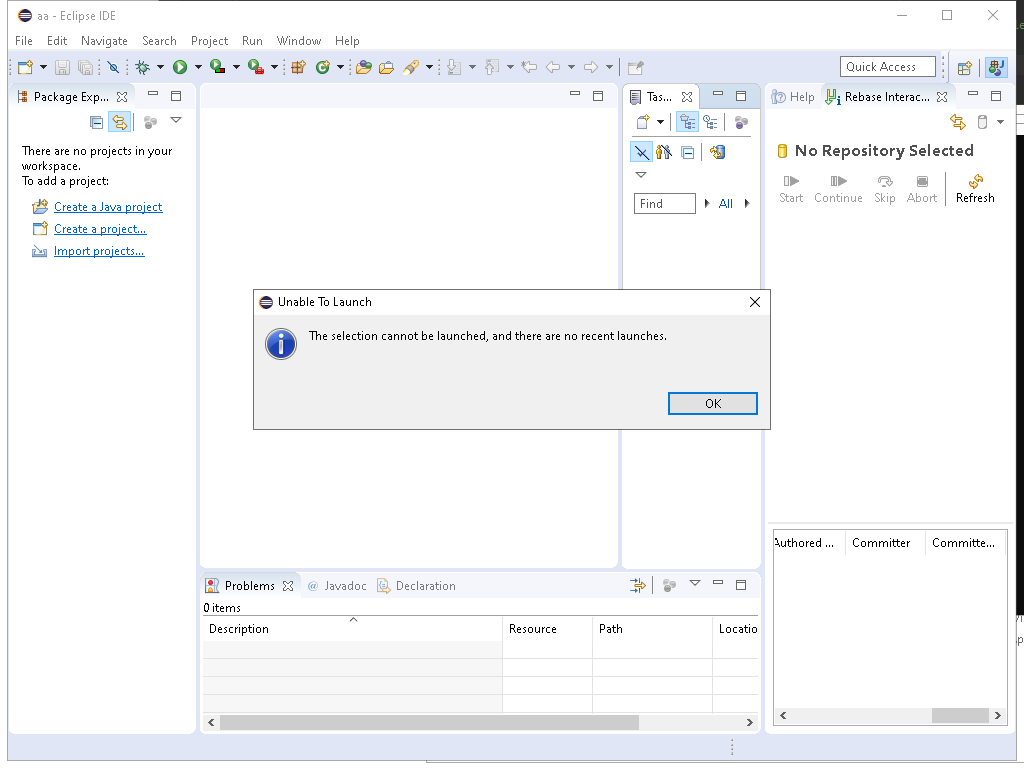 aa - Eclipse IDE
File Edit Navigate Search Project Run Window Help
Quick Access
Package Exp...
There are no projects in your
workspace.
To add a project:
Create a Java project
Create a project...
Import projects...
Tas...
Find
All
Help
Rebase Interac...
No Repository Selected
Start Continue Skip Abort Refresh
Unable To Launch
The selection cannot be launched, and there are no recent launches.
OK
Authored ... Committer Committe...
Problems @ Javadoc Declaration
0 items
Description Resource Path Locatio